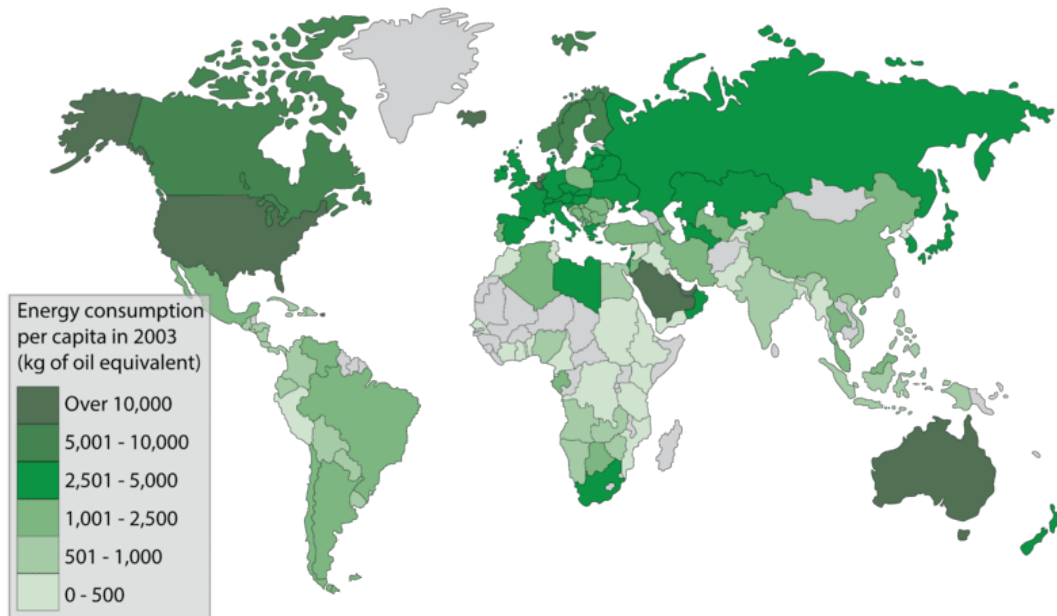 Energy consumption
per capita in 2003
(kg of oil equivalent)
Over 10,000
5,001 - 10,000
2,501 - 5,000
1,001 - 2,500
501 - 1,000
0 - 500